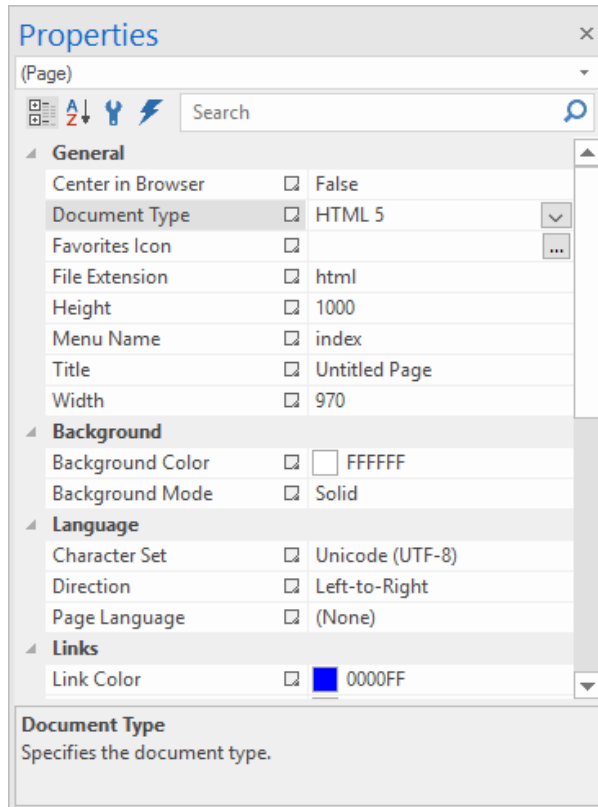 Properties
(Page)
Search
General
Center in Browser False
Document Type HTML 5
Favorites Icon ...
File Extension html
Height 1000
Menu Name index
Title Untitled Page
Width 970
Background
Background Color FFFFFF
Background Mode Solid
Language
Character Set Unicode (UTF-8)
Direction Left-to-Right
Page Language (None)
Links
Link Color 0000FF
Document Type
Specifies the document type.